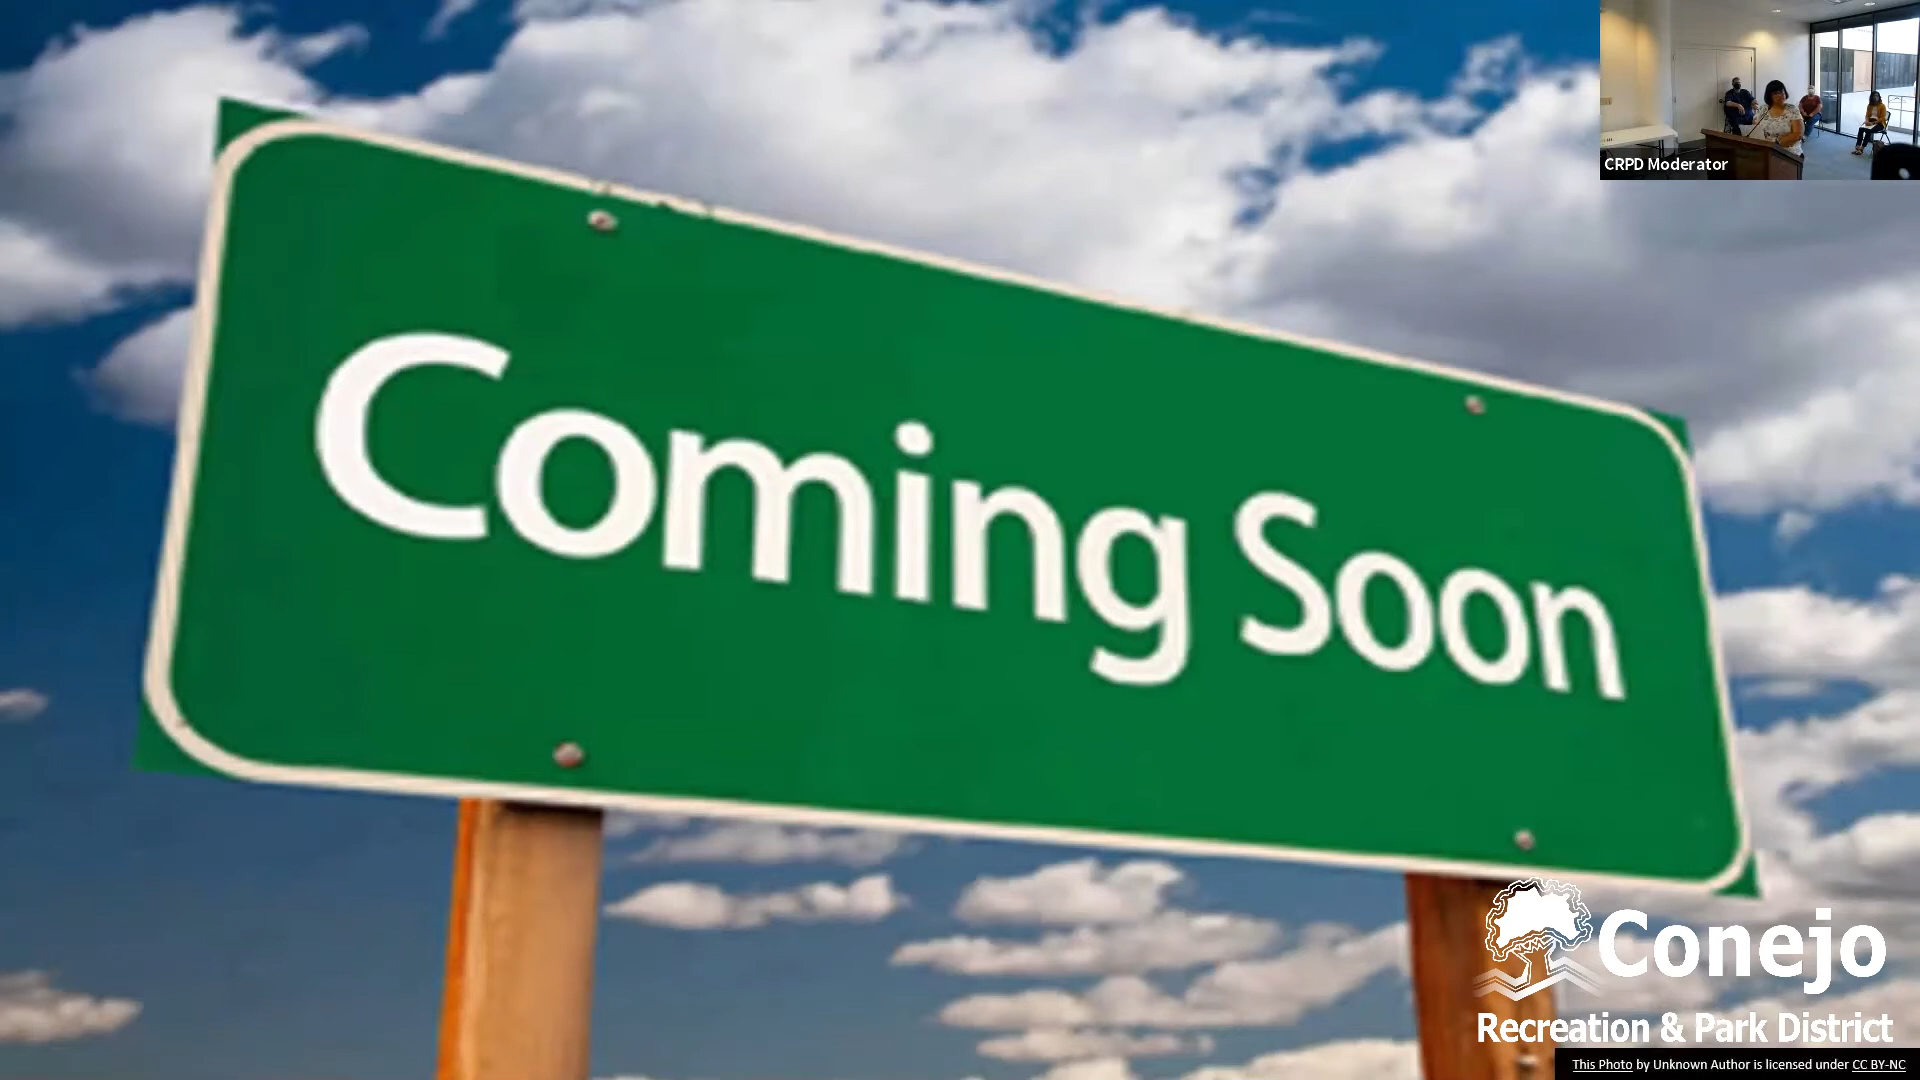 CRPD Moderator
Coming Soon
Conejo
Recreation & Park District
This Photo by Unknown Author is licensed under CC BY-NC